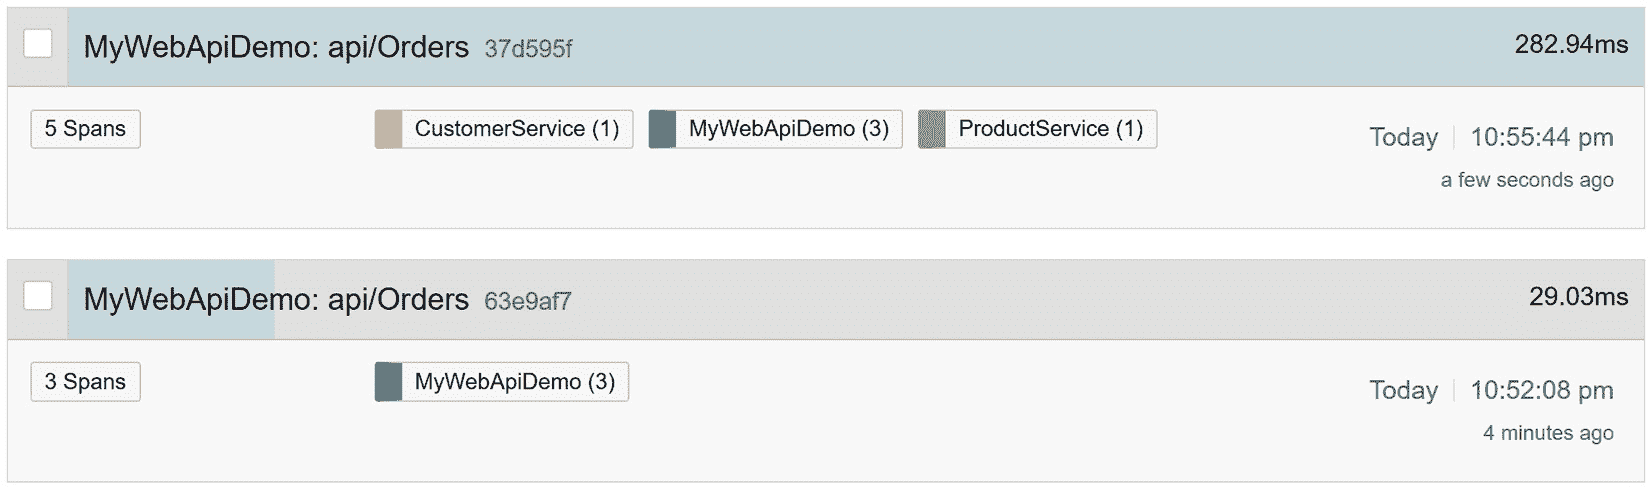 MyWebApiDemo: api/Orders 37d595f 282.94ms
5 Spans CustomerService (1) MyWebApiDemo (3) ProductService (1) Today 10:55:44 pm
a few seconds ago
MyWebApiDemo: api/Orders 63e9af7 29.03ms
3 Spans MyWebApiDemo (3) Today 10:52:08 pm
4 minutes ago